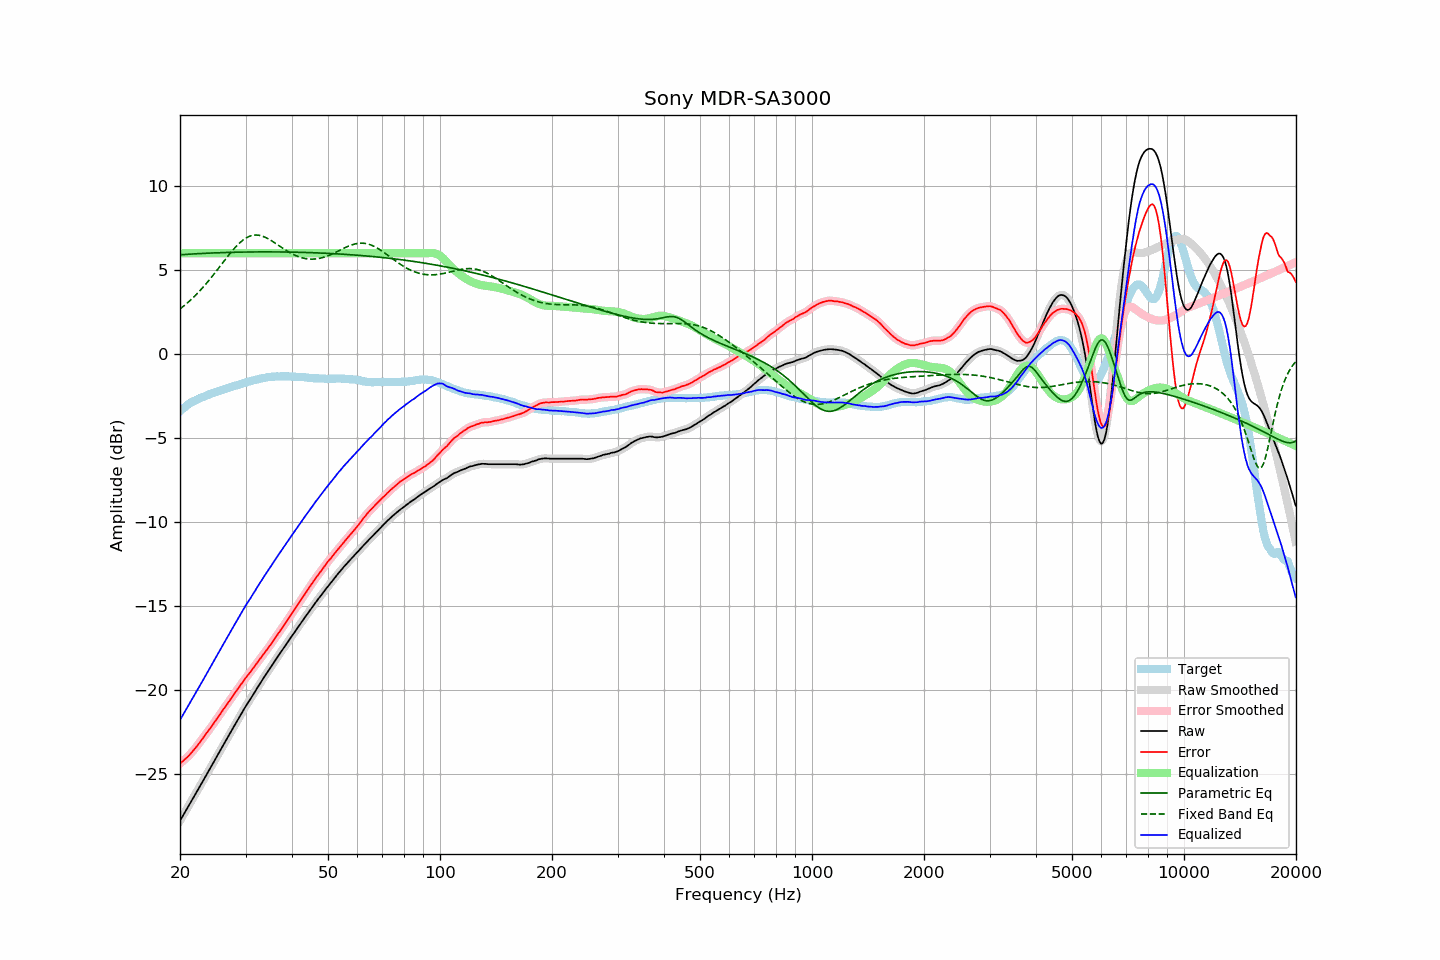 Sony MDR-SA3000
Amplitude (dBr)
10
5
0
−5
−10
−15
−20
−25
20
50
100
200
500
1000
2000
5000
10000
20000
Frequency (Hz)
Target
Raw Smoothed
Error Smoothed
Raw
Error
Equalization
Parametric Eq
Fixed Band Eq
Equalized